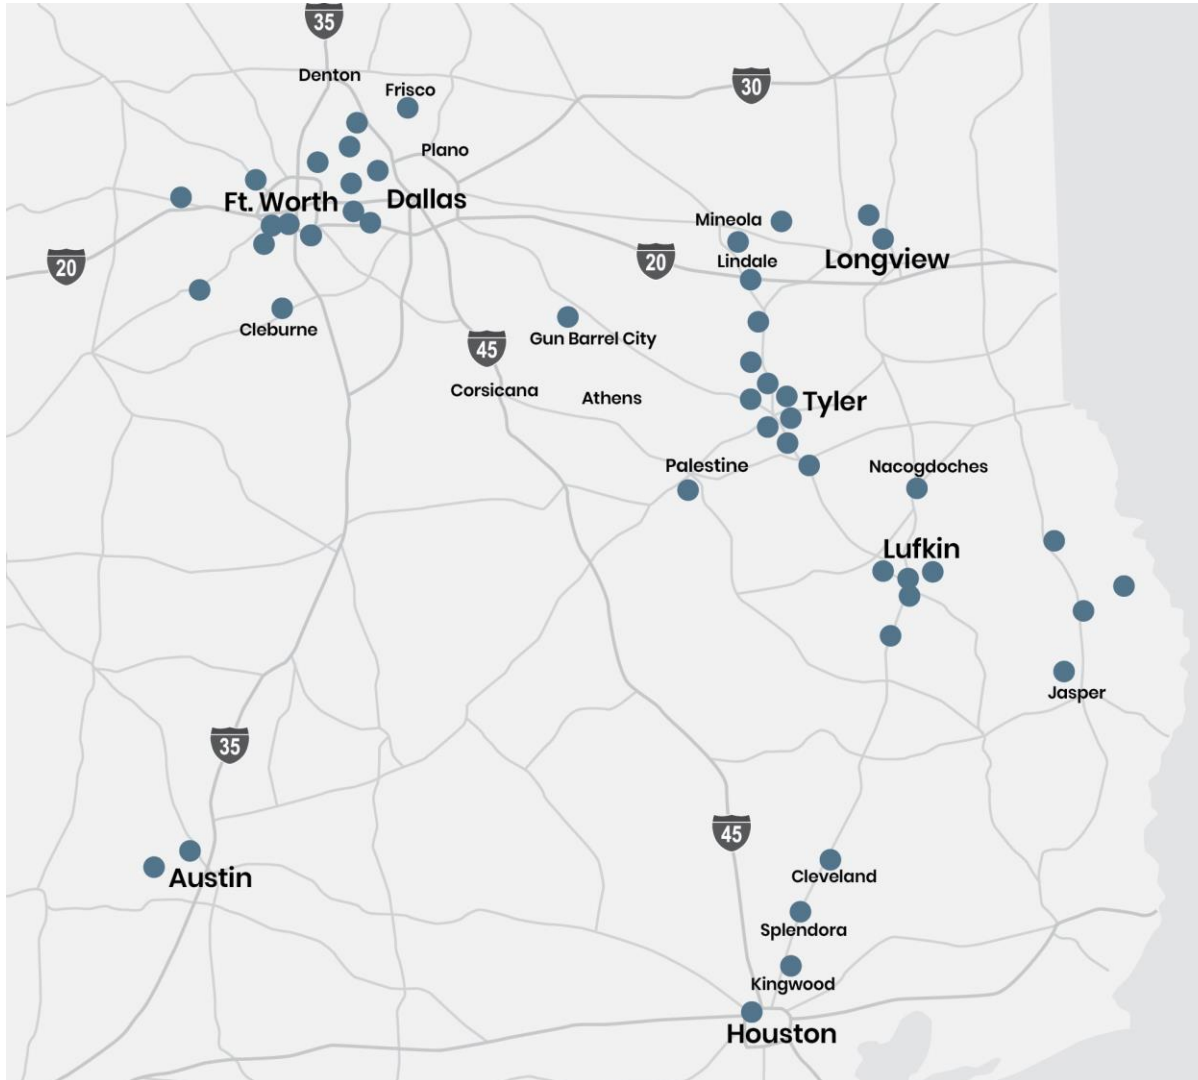 35
Denton
Frisco
30
Plano
Ft. Worth
Dallas
Mineola
20
20
Lindale
Longview
Cleburne
Gun Barrel City
45
Corsicana
Athens
Tyler
Palestine
Nacogdoches
Lufkin
Jasper
35
45
Austin
Cleveland
Splendora
Kingwood
Houston